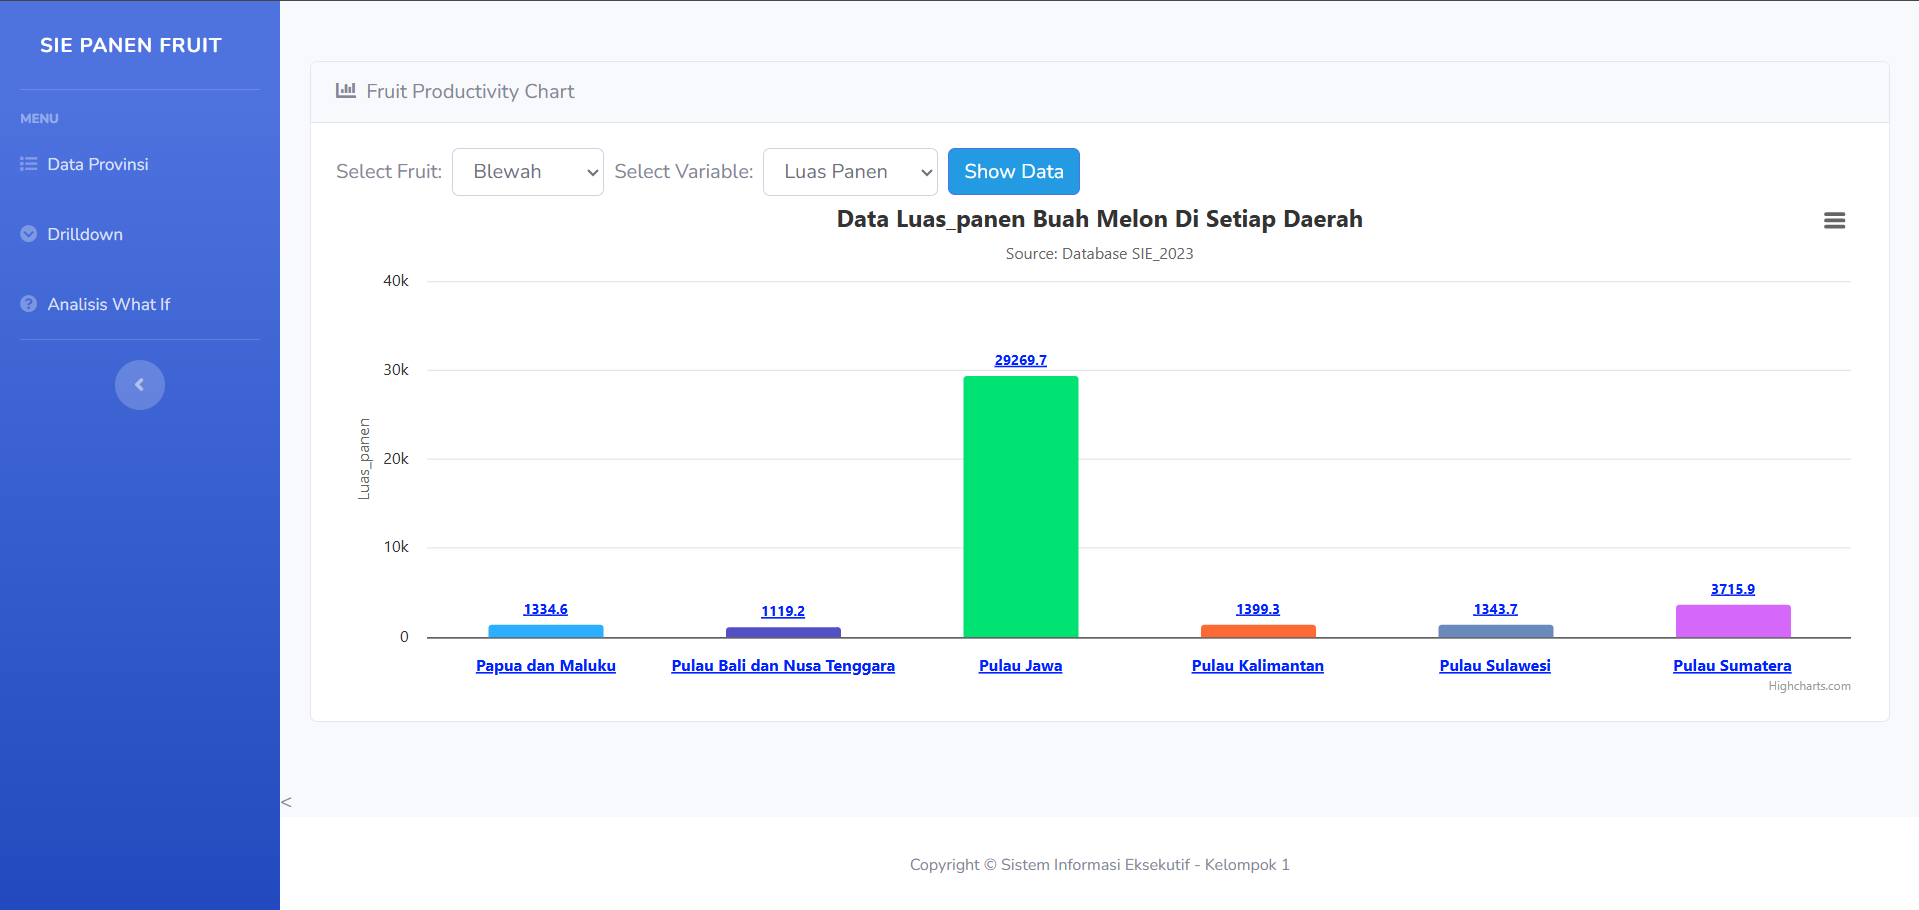 SIE PANEN FRUIT
MENU
Data Provinsi
Drilldown
Analisis What If
Fruit Productivity Chart
Select Fruit: Blewah Select Variable: Luas Panen Show Data
Data Luas_panen Buah Melon Di Setiap Daerah
Source: Database SIE_2023
Luas_panen
40k
30k
20k
10k
0
1334.6
1119.2
29269.7
1399.3
1343.7
3715.9
Papua dan Maluku
Pulau Bali dan Nusa Tenggara
Pulau Jawa
Pulau Kalimantan
Pulau Sulawesi
Pulau Sumatera
Highcharts.com
<
Copyright © Sistem Informasi Eksekutif - Kelompok 1